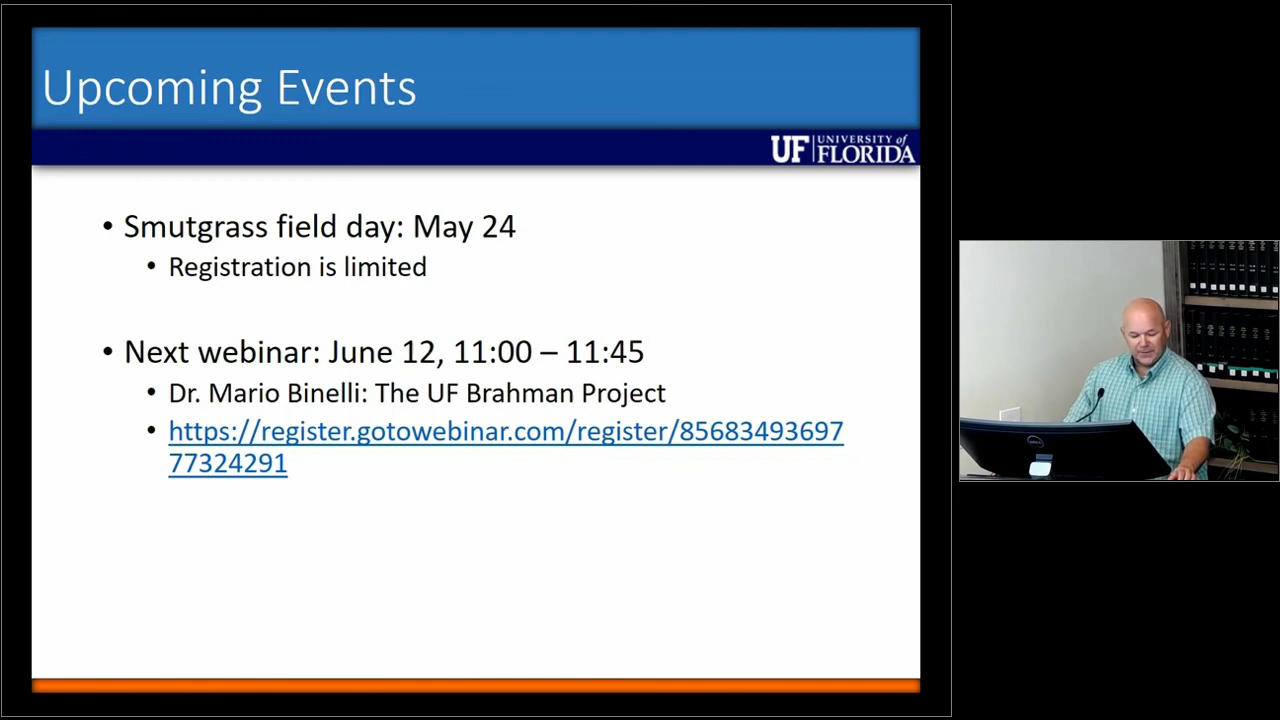 Upcoming Events
UF UNIVERSITY of
FLORIDA
• Smutgrass field day: May 24
• Registration is limited
• Next webinar: June 12, 11:00 – 11:45
• Dr. Mario Binelli: The UF Brahman Project
• https://register.gotowebinar.com/register/85683493697
77324291
DELL